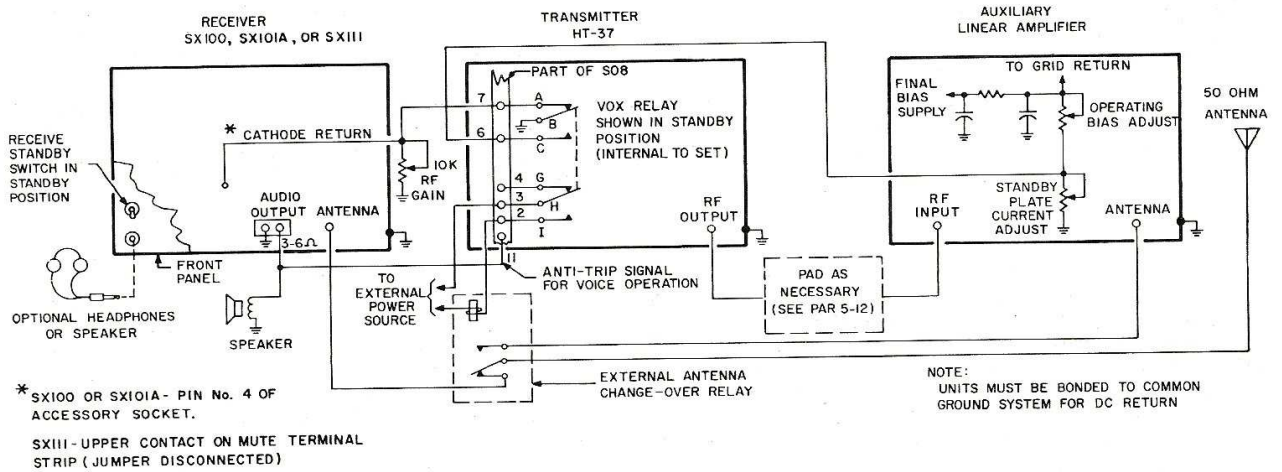 RECEIVER
SX100, SX101A, OR SX111
TRANSMITTER
HT-37
AUXILIARY
LINEAR AMPLIFIER
PART OF SO8
TO GRID RETURN
FINAL
BIAS
SUPPLY
OPERATING
BIAS ADJUST
50 OHM
ANTENNA
7
A
B
6
C
VOX RELAY
SHOWN IN STANDBY
POSITION
(INTERNAL TO SET)
* CATHODE RETURN
RECEIVE
STANDBY
SWITCH IN
STANDBY
POSITION
10K
RF
GAIN
4
G
3
H
2
I
11
AUDIO
OUTPUT
ANTENNA
3-6Ω
RF
OUTPUT
STANDBY
PLATE
CURRENT
ADJUST
RF
INPUT
ANTENNA
FRONT
PANEL
ANTI-TRIP SIGNAL
FOR VOICE OPERATION
TO
EXTERNAL
POWER
SOURCE
PAD AS
NECESSARY
(SEE PAR 5-12)
OPTIONAL HEADPHONES
OR SPEAKER
SPEAKER
EXTERNAL ANTENNA
CHANGE-OVER RELAY
NOTE:
UNITS MUST BE BONDED TO COMMON
GROUND SYSTEM FOR DC RETURN
* SX100 OR SX101A- PIN No. 4 OF
ACCESSORY SOCKET.
SX111-UPPER CONTACT ON MUTE TERMINAL
STRIP (JUMPER DISCONNECTED)